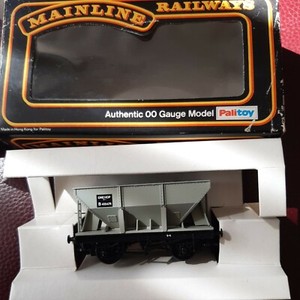 MAINLINE RAILWAYS
Authentic 00 Gauge Model Palitoy
Made in Hong Kong for Palitoy